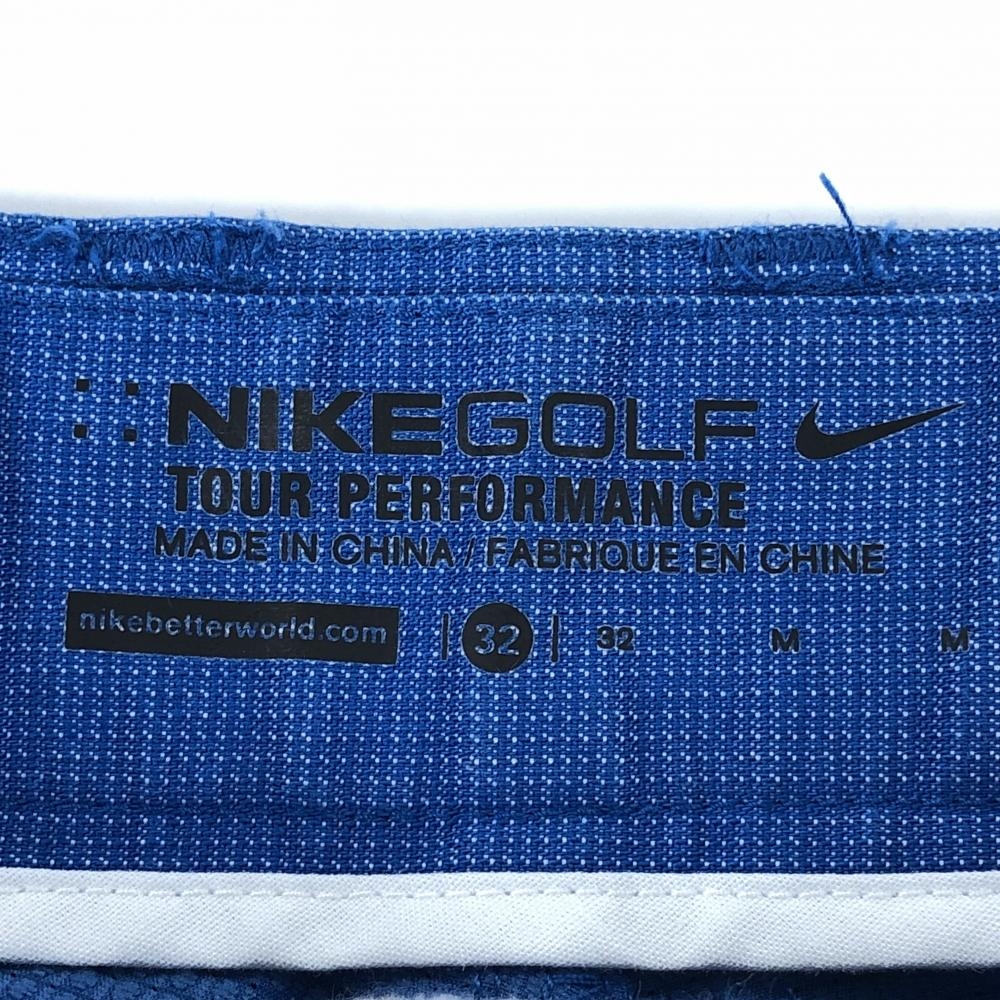 NIKEGOLF
TOUR PERFORMANCE
MADE IN CHINA / FABRIQUE EN CHINE
nikebetterworld.com | 32 | 32 M M